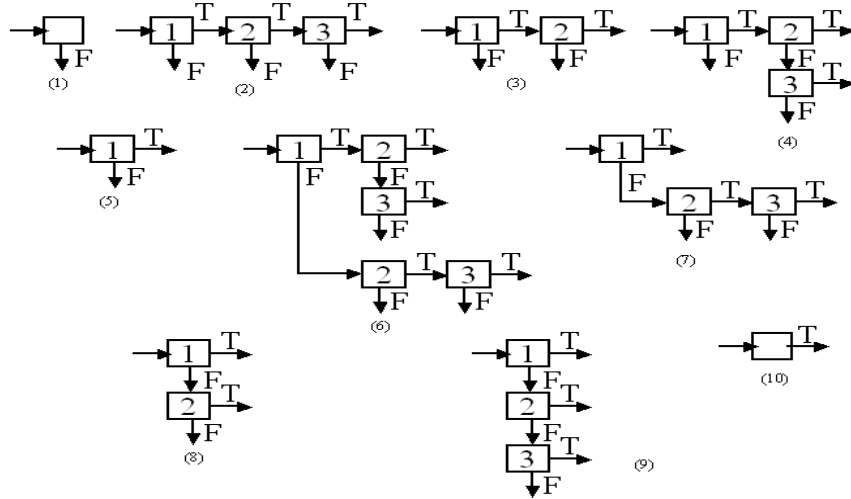 T T T T T T T
1 2 3 1 2 1 2
F F F F F F F F
(1) (2) (3) 3 T
F
(4)
1 T 1 T 2 T 1 T
F F F F
(5) 3 T 2 T 3 T
F F F
(7)
2 T 3 T
F F
(6)
1 T 1 T T
F F (10)
2 T 2 T
F F
(8) 3 T (9)
F